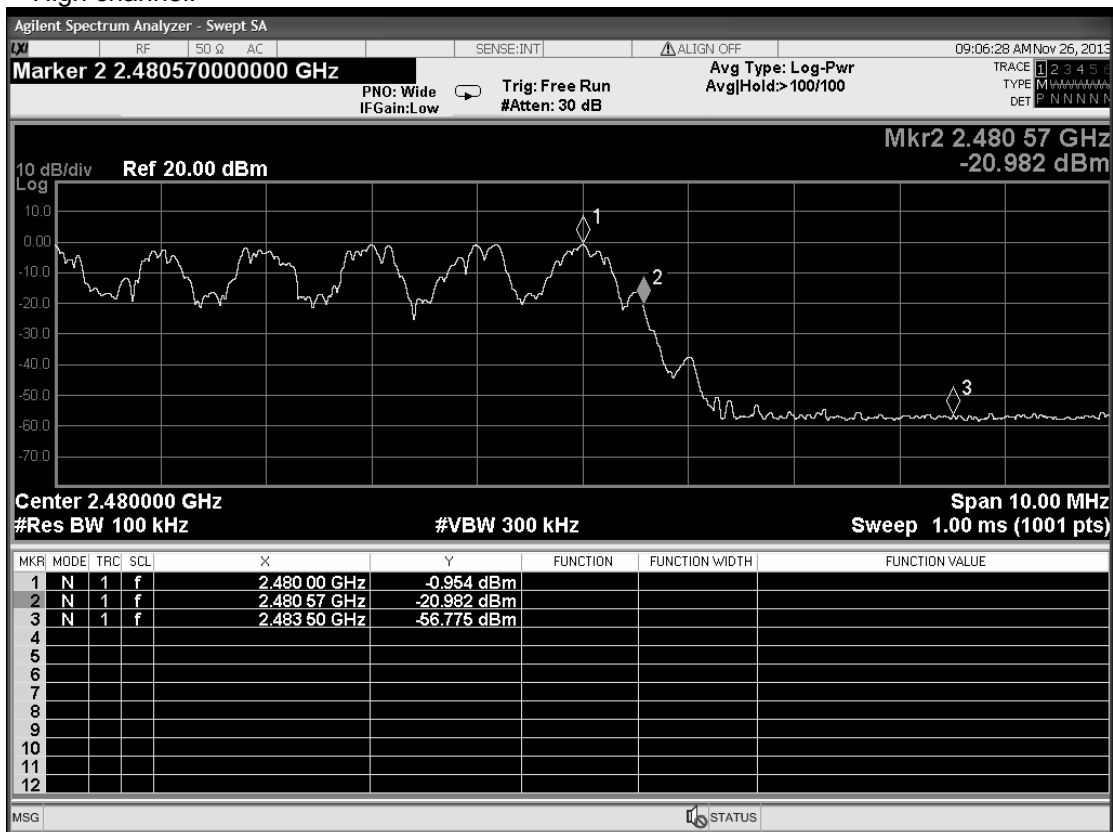 Agilent Spectrum Analyzer - Swept SA
LXI RF 50 Ω AC SENSE:INT ALIGN OFF 09:06:28 AM Nov 26, 2013
Marker 2 2.480570000000 GHz
PNO: Wide
IFGain:Low
Trig: Free Run
#Atten: 30 dB
Avg Type: Log-Pwr
Avg|Hold:>100/100
TRACE 1 2 3 4 5 6
TYPE M
DET P N N N N N
Mkr2 2.480 57 GHz
-20.982 dBm
10 dB/div Ref 20.00 dBm
Log
10.0
0.00
-10.0
-20.0
-30.0
-40.0
-50.0
-60.0
-70.0
1
2
3
Center 2.480000 GHz Span 10.00 MHz
#Res BW 100 kHz #VBW 300 kHz Sweep 1.00 ms (1001 pts)
MKR MODE TRC SCL X Y FUNCTION FUNCTION WIDTH FUNCTION VALUE
1 N 1 f 2.480 00 GHz -0.954 dBm
2 N 1 f 2.480 57 GHz -20.982 dBm
3 N 1 f 2.483 50 GHz -56.775 dBm
4
5
6
7
8
9
10
11
12
MSG STATUS